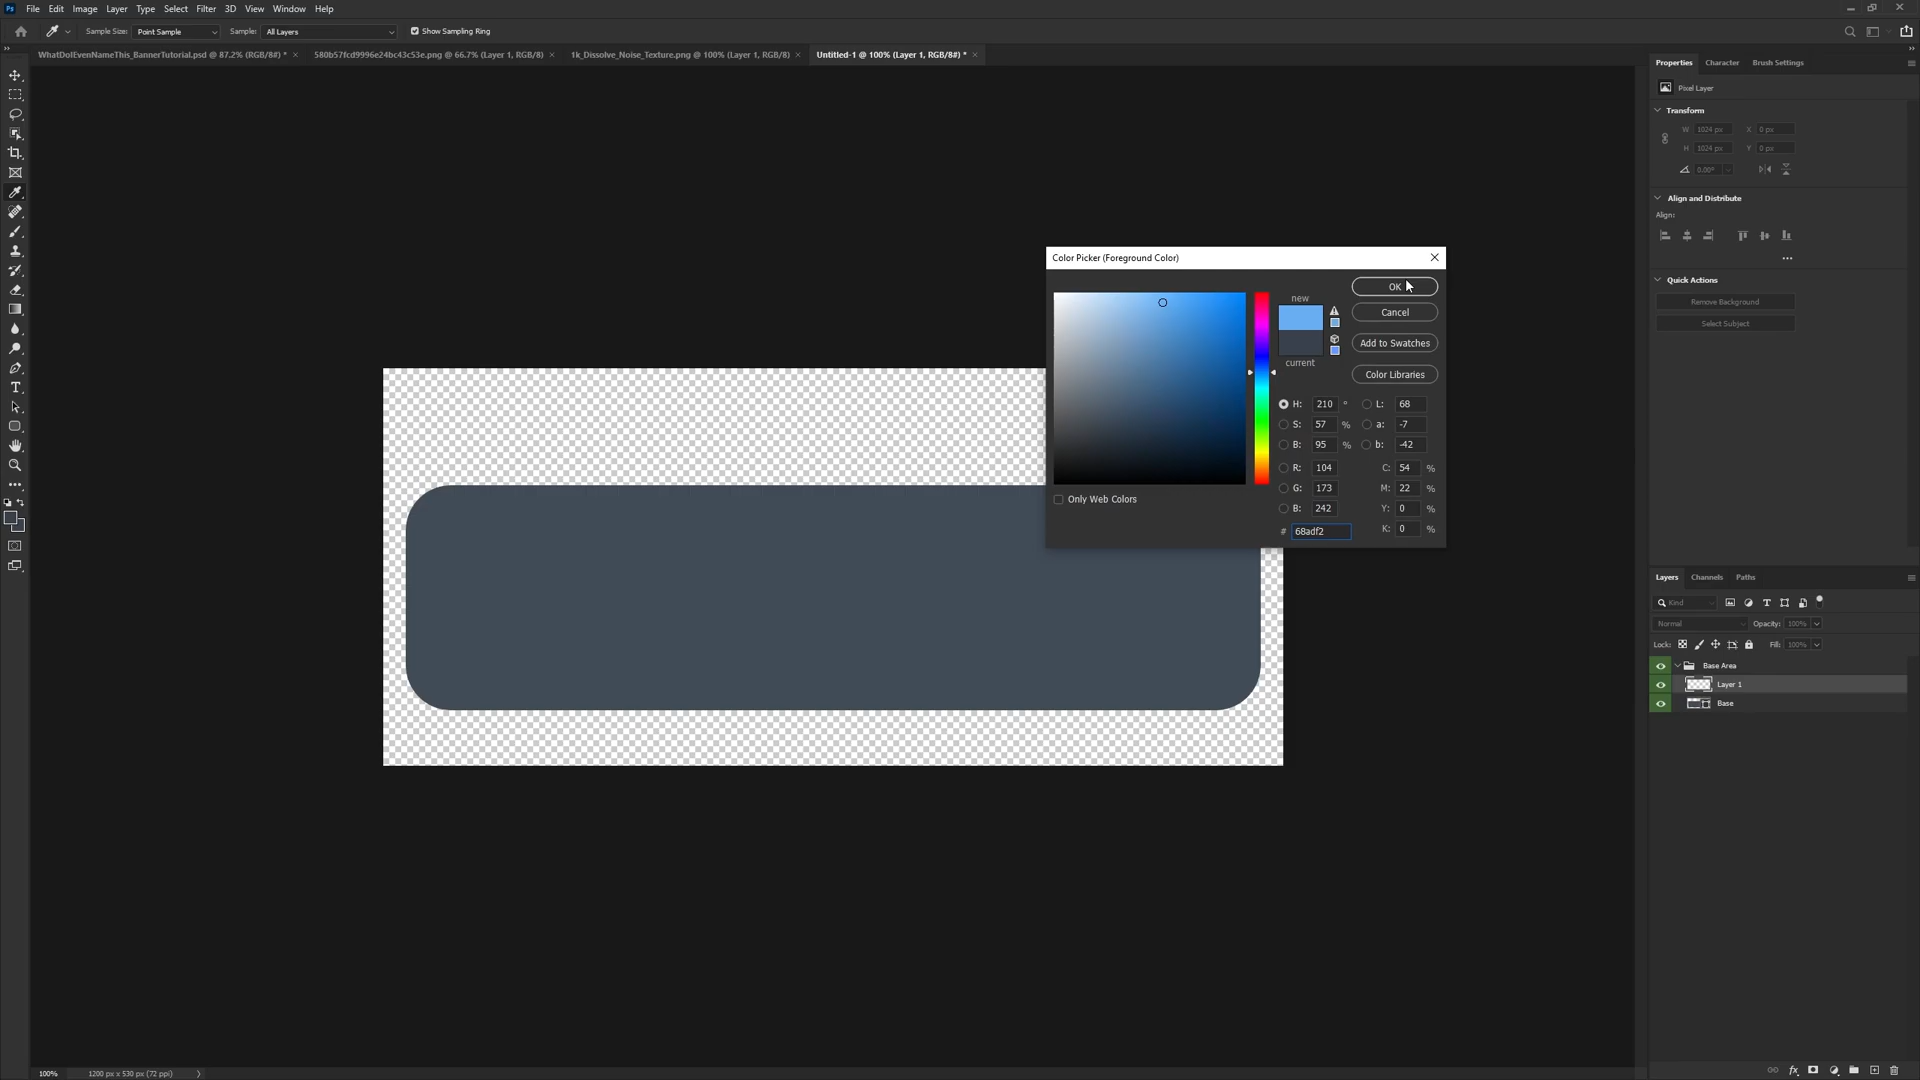 Ps File Edit Image Layer Type Select Filter 3D View Window Help
Sample Size: Point Sample Sample: All Layers Show Sampling Ring
WhatDoIEvenNameThis_BannerTutorial.psd @ 87.2% (RGB/8#) * × 580b57fcd9996e24bc43c53e.png @ 66.7% (Layer 1, RGB/8) × 1k_Dissolve_Noise_Texture.png @ 100% (Layer 1, RGB/8) × Untitled-1 @ 100% (Layer 1, RGB/8#) * ×
Properties Character Brush Settings
Pixel Layer
Transform
W 1024 px X 0 px
H 1024 px Y 0 px
0.00°
Align and Distribute
Align:
Quick Actions
Remove Background
Select Subject
Color Picker (Foreground Color)
new
current
OK
Cancel
Add to Swatches
Color Libraries
H: 210 ° L: 68
S: 57 % a: -7
B: 95 % b: -42
R: 104 C: 54 %
G: 173 M: 22 %
B: 242 Y: 0 %
# 68adf2 K: 0 %
Only Web Colors
Layers Channels Paths
Kind
Normal Opacity: 100%
Lock: Fill: 100%
Base Area
Layer 1
Base
100% 1200 px x 530 px (72 ppi)
fx